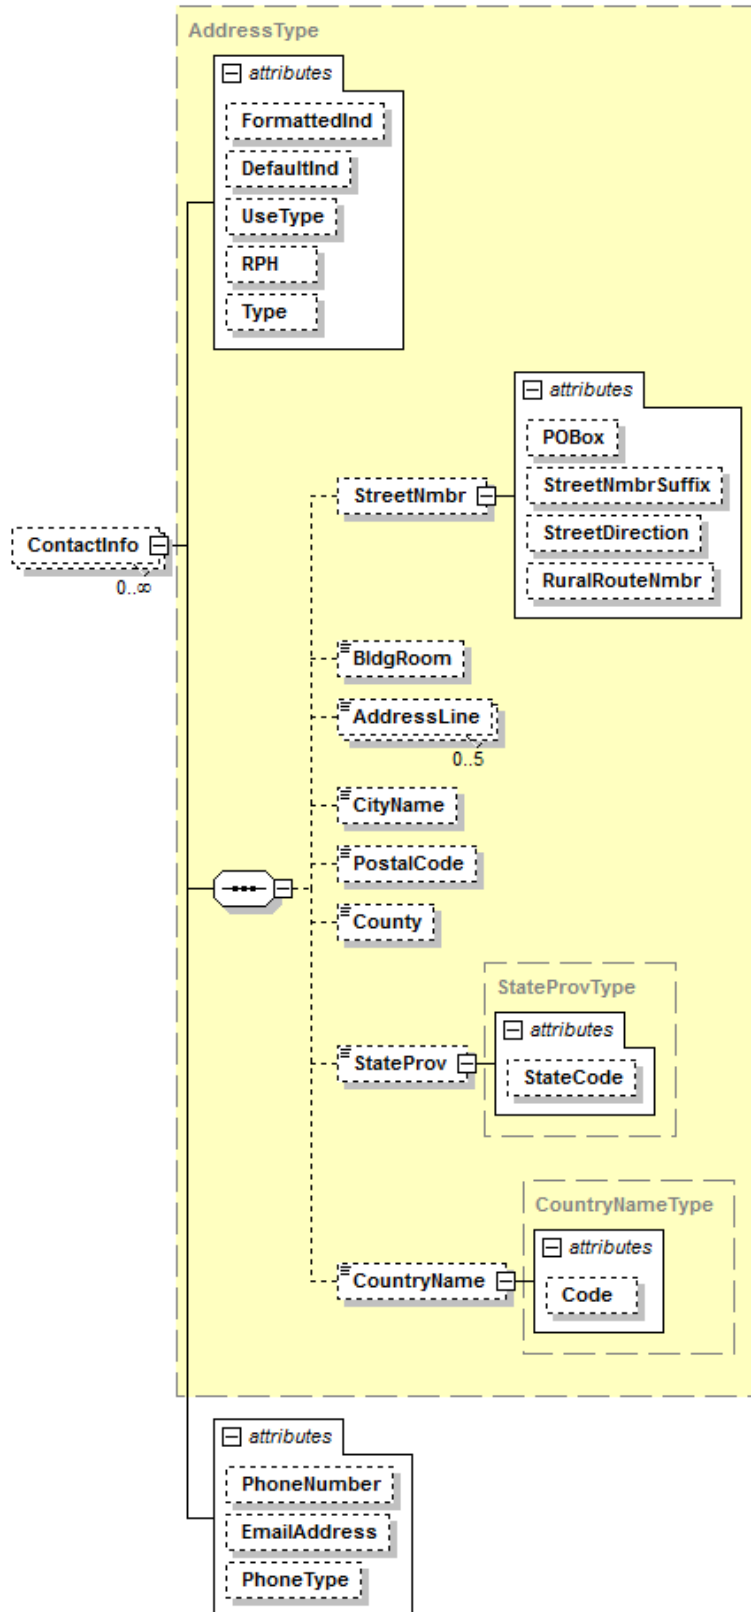 AddressType
attributes
FormattedInd
DefaultInd
UseType
RPH
Type
attributes
POBox
StreetNmbr
StreetNmbrSuffix
StreetDirection
ContactInfo
0..∞
RuralRouteNmbr
BldgRoom
AddressLine
0..5
CityName
PostalCode
County
StateProvType
attributes
StateProv
StateCode
CountryNameType
attributes
CountryName
Code
attributes
PhoneNumber
EmailAddress
PhoneType